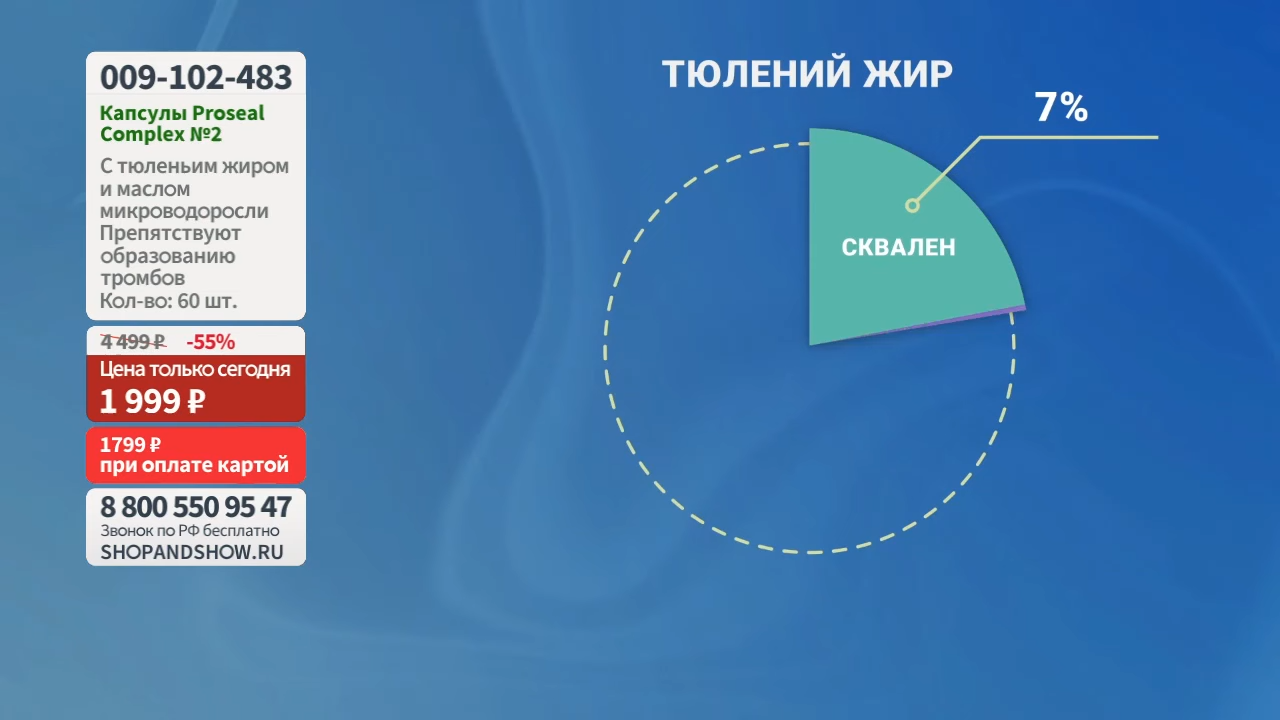 009-102-483
Капсулы Proseal
Complex №2
С тюленьим жиром
и маслом
микроводоросли
Препятствуют
образованию
тромбов
Кол-во: 60 шт.
4 499 ₽ -55%
Цена только сегодня
1 999 ₽
1799 ₽
при оплате картой
8 800 550 95 47
Звонок по РФ бесплатно
SHOPANDSHOW.RU
ТЮЛЕНИЙ ЖИР
7%
СКВАЛЕН